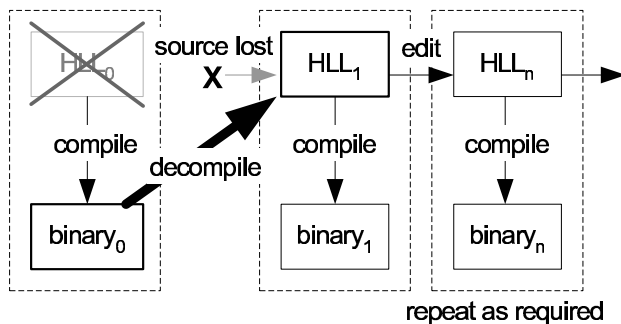 source lost
edit
HLL0
X
HLL1
HLLn
compile
compile
compile
decompile
binary0
binary1
binaryn
repeat as required